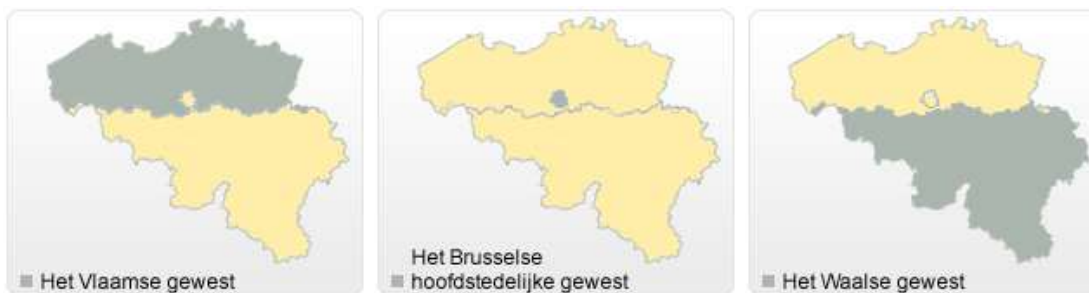 Het Vlaamse gewest
Het Brusselse
hoofdstedelijke gewest
Het Waalse gewest